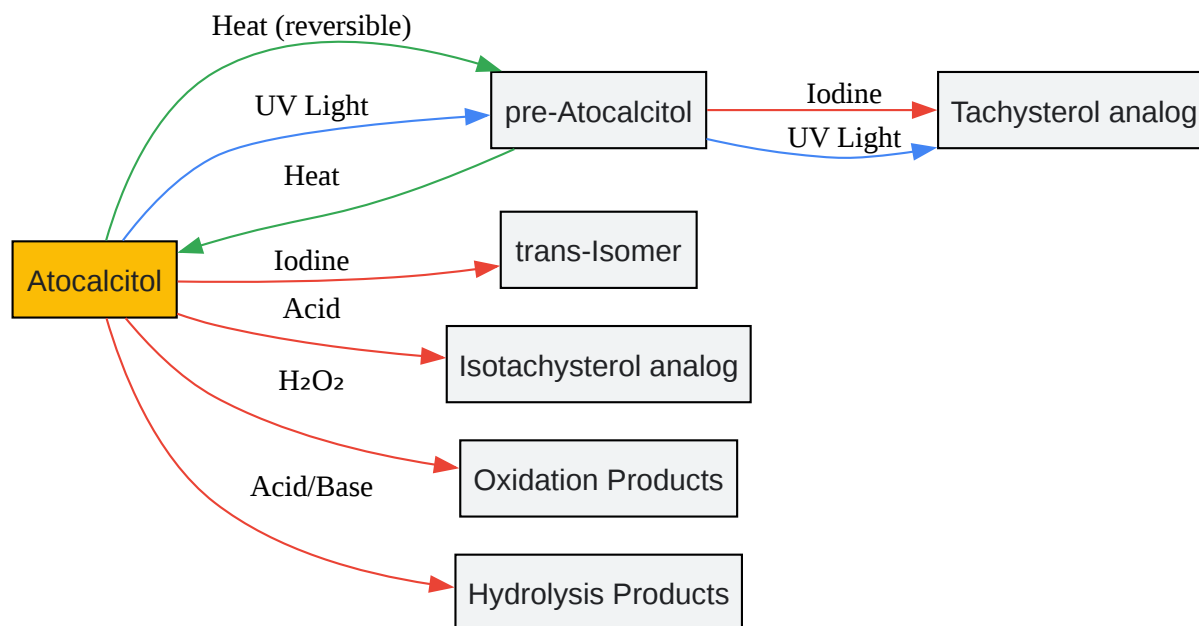 Heat (reversible)
UV Light
pre-Atocalcitol
Iodine
Tachysterol analog
UV Light
Heat
Atocalcitol
Iodine
trans-Isomer
Acid
Isotachysterol analog
H₂O₂
Oxidation Products
Acid/Base
Hydrolysis Products